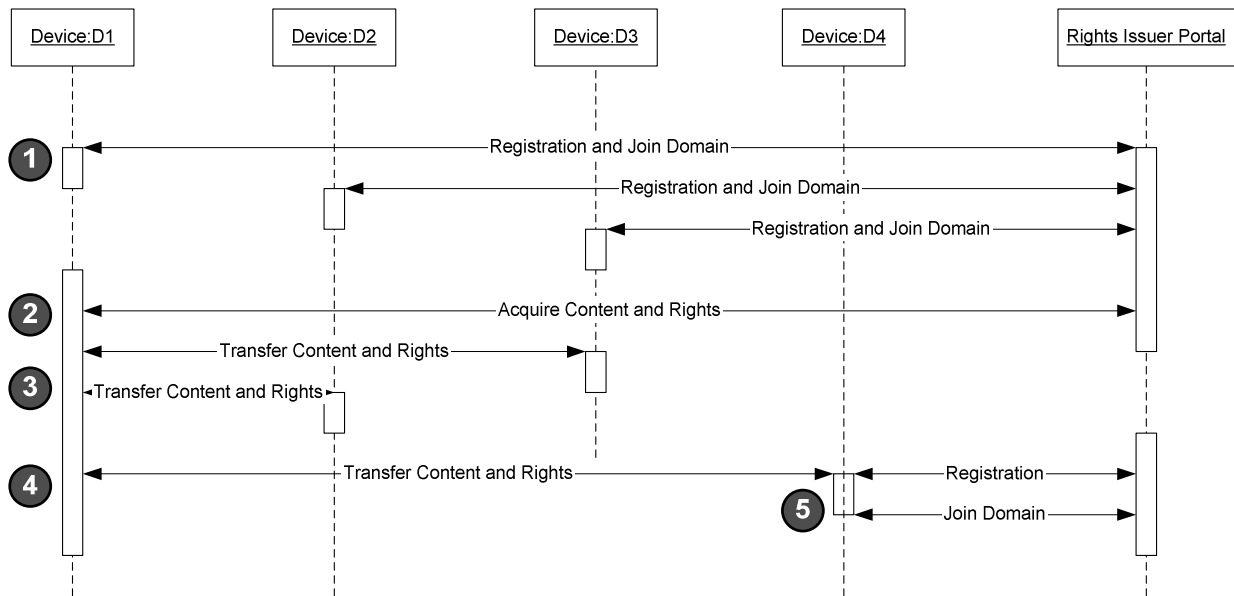 Device:D1
Device:D2
Device:D3
Device:D4
Rights Issuer Portal
1
Registration and Join Domain
Registration and Join Domain
Registration and Join Domain
2
Acquire Content and Rights
Transfer Content and Rights
3
Transfer Content and Rights
4
Transfer Content and Rights
Registration
5
Join Domain